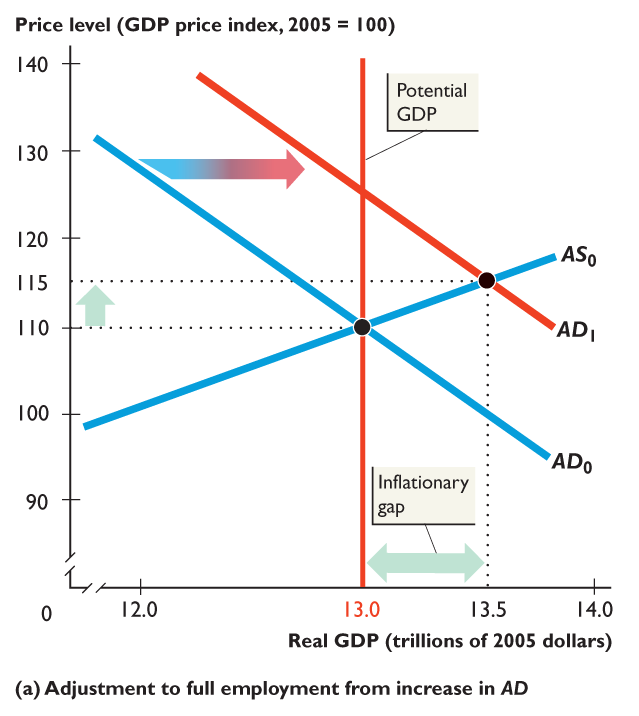 Price level (GDP price index, 2005 = 100)
140
Potential
GDP
130
120
AS0
115
110
AD1
100
AD0
Inflationary
gap
90
0
12.0
13.0
13.5
14.0
Real GDP (trillions of 2005 dollars)
(a) Adjustment to full employment from increase in AD